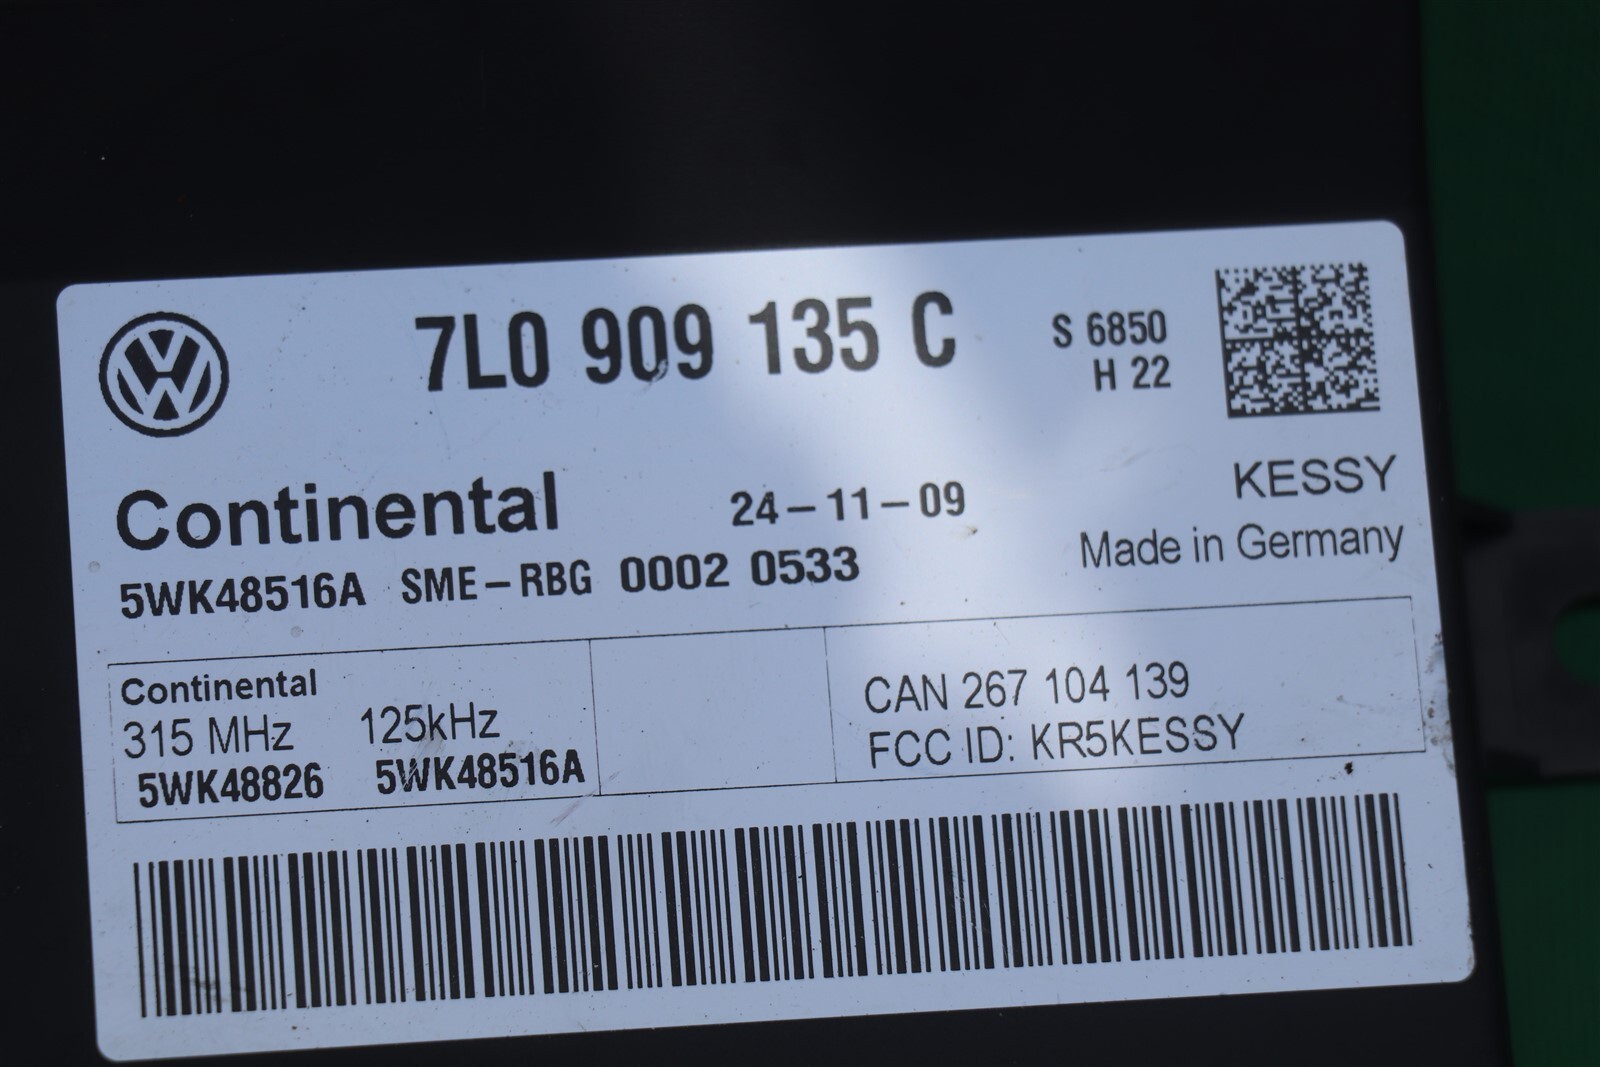 7L0 909 135 C
S 6850
H 22
Continental
24-11-09
KESSY
5WK48516A SME-RBG 0002 0533
Made in Germany
Continental
315 MHz 125kHz
5WK48826 5WK48516A
CAN 267 104 139
FCC ID: KR5KESSY